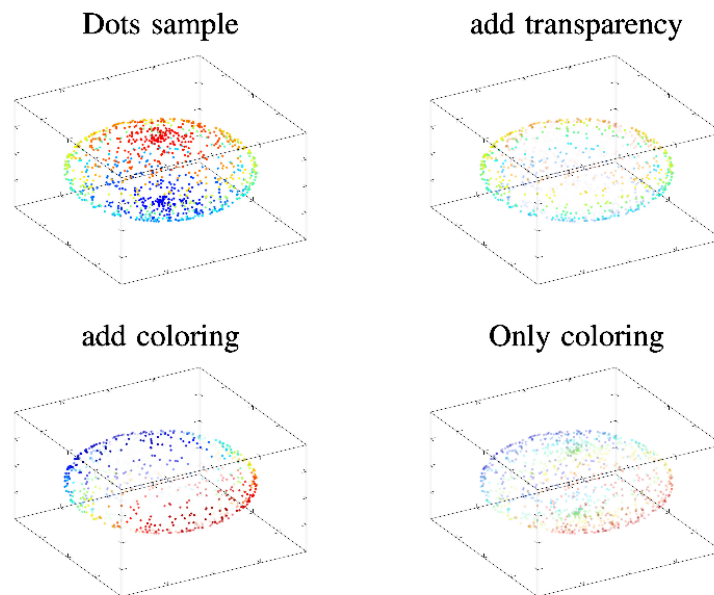 Dots sample
add transparency
add coloring
Only coloring